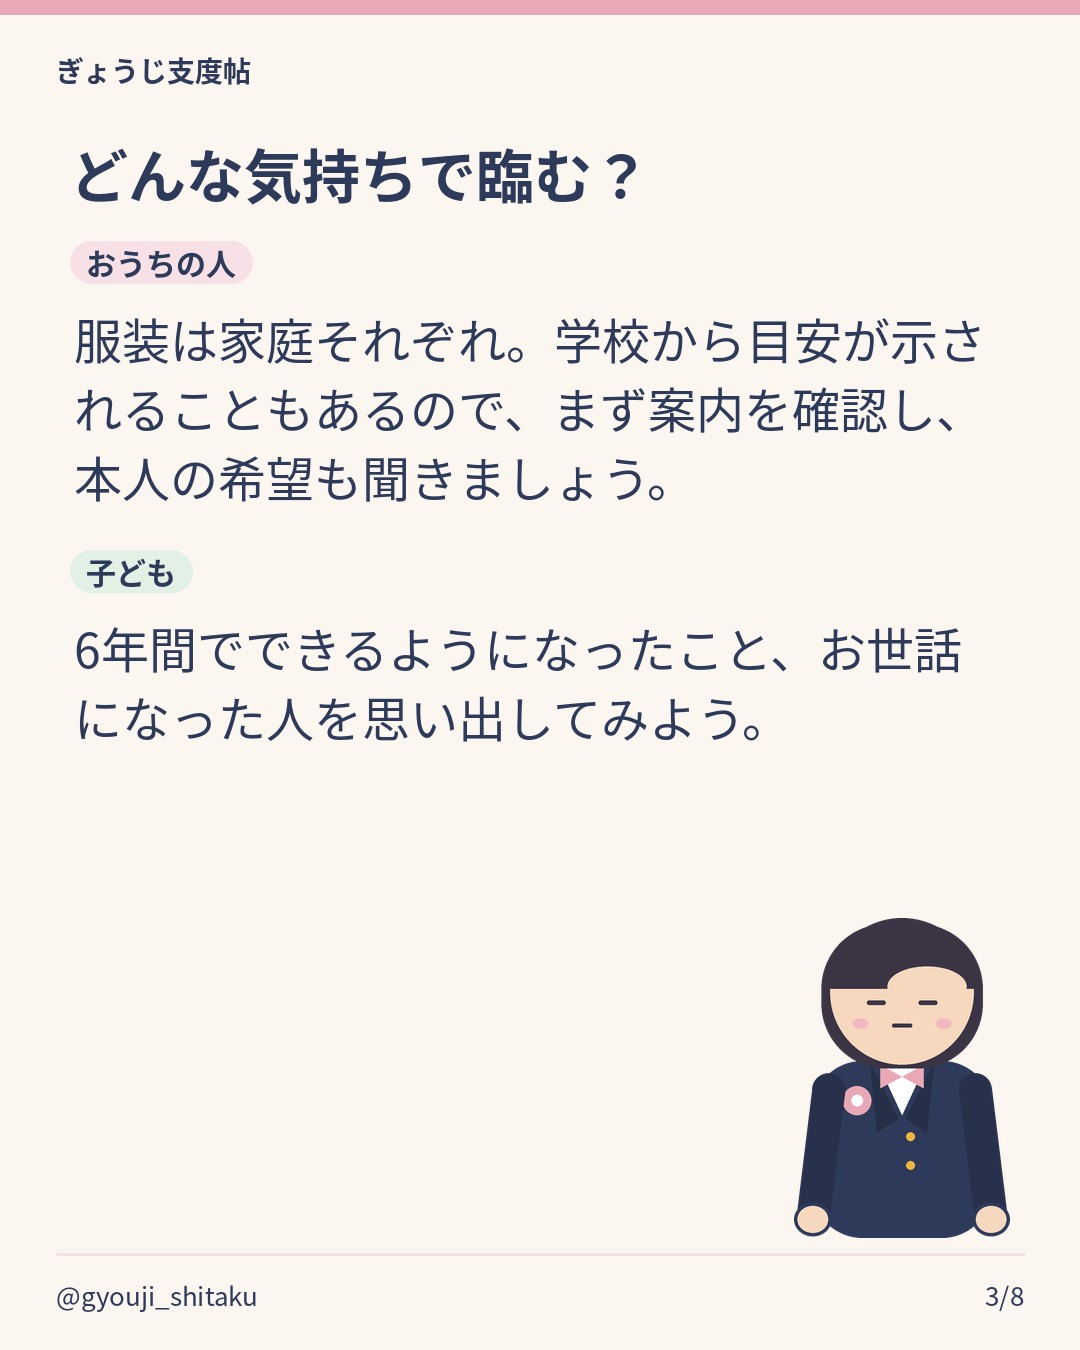 ぎょうじ支度帖
どんな気持ちで臨む？
おうちの人
服装は家庭それぞれ。学校から目安が示さ
れることもあるので、まず案内を確認し、
本人の希望も聞きましょう。
子ども
6年間でできるようになったこと、お世話
になった人を思い出してみよう。
@gyouji_shitaku
3/8